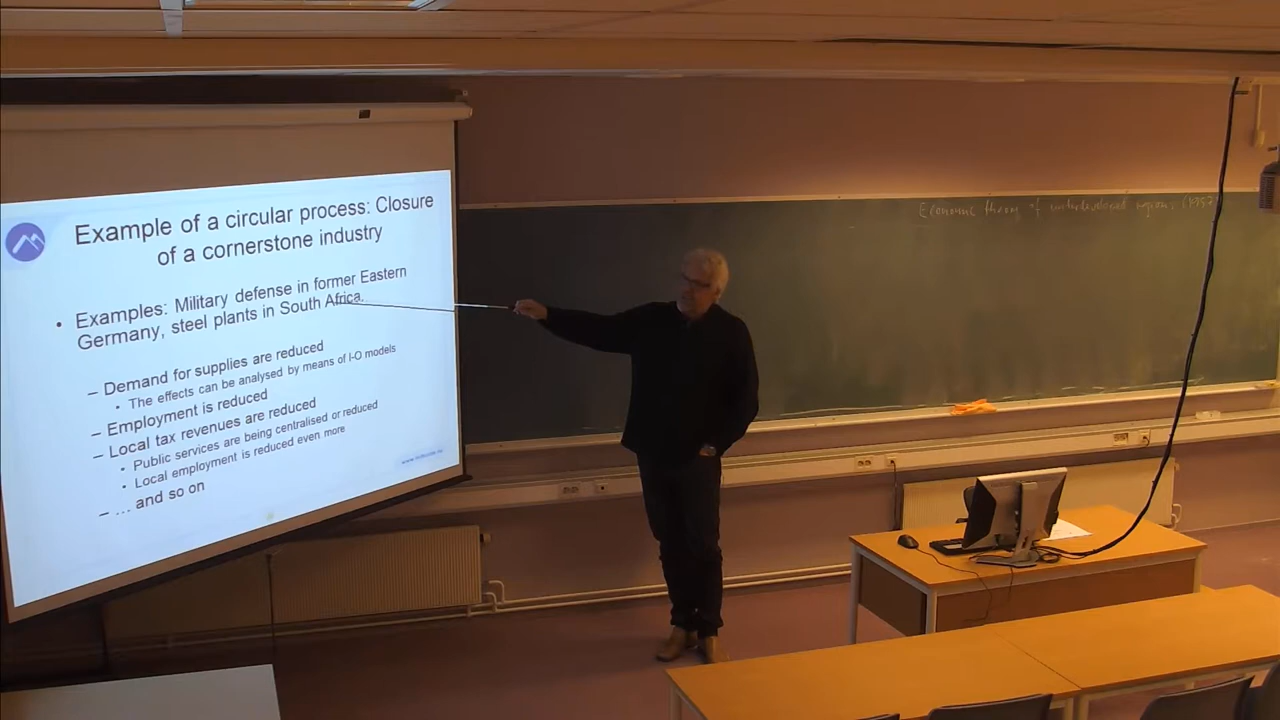 Example of a circular process: Closure
of a cornerstone industry
• Examples: Military defense in former Eastern
Germany, steel plants in South Africa.
– Demand for supplies are reduced
• The effects can be analysed by means of I-O models
– Employment is reduced
– Local tax revenues are reduced
• Public services are being centralised or reduced
• Local employment is reduced even more
– ... and so on
Economic theory of underdeveloped regions (1957